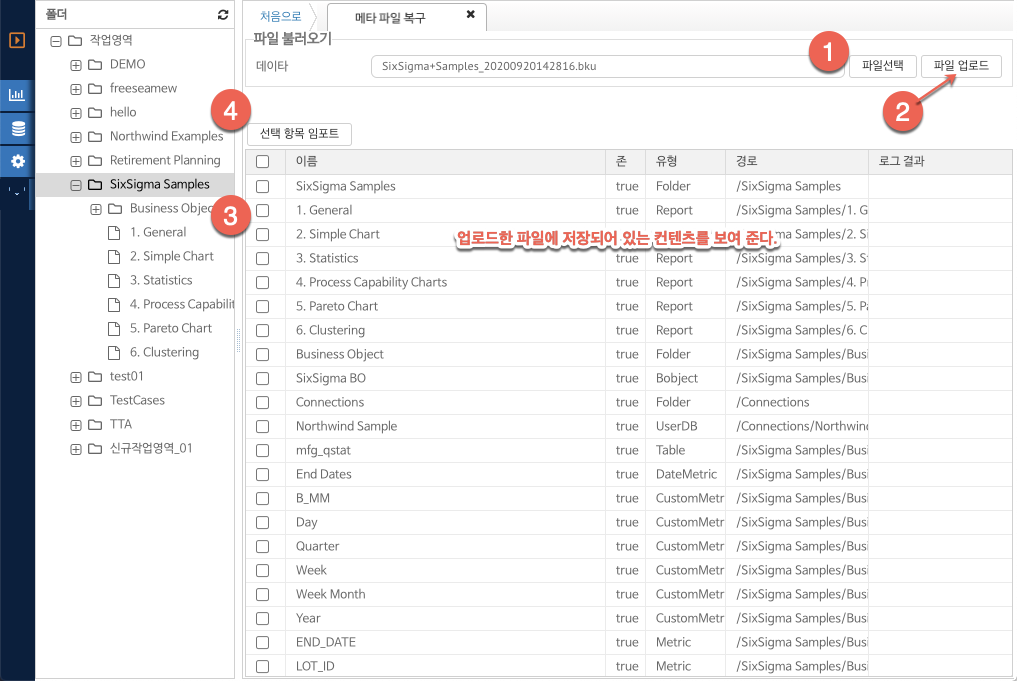 폴더
작업영역
DEMO
freeseamew
hello
Northwind Examples
Retirement Planning
SixSigma Samples
Business Objec
1. General
2. Simple Chart
3. Statistics
4. Process Capabilit
5. Pareto Chart
6. Clustering
test01
TestCases
TTA
신규작업영역_01
처음으로
메타 파일 복구
파일 불러오기
데이타 SixSigma+Samples_20200920142816.bku 파일선택 파일 업로드
1
2
4
3
선택 항목 임포트
이름 존 유형 경로 로그 결과
SixSigma Samples true Folder /SixSigma Samples
1. General true Report /SixSigma Samples/1. G
2. Simple Chart true Report /SixSigma Samples/2. Si
업로드한 파일에 저장되어 있는 컨텐츠를 보여 준다.
3. Statistics true Report /SixSigma Samples/3. St
4. Process Capability Charts true Report /SixSigma Samples/4. Pr
5. Pareto Chart true Report /SixSigma Samples/5. Pa
6. Clustering true Report /SixSigma Samples/6. C
Business Object true Folder /SixSigma Samples/Busi
SixSigma BO true Bobject /SixSigma Samples/Busi
Connections true Folder /Connections
Northwind Sample true UserDB /Connections/Northwind
mfg_qstat true Table /SixSigma Samples/Busi
End Dates true DateMetric /SixSigma Samples/Busi
B_MM true CustomMetr /SixSigma Samples/Busi
Day true CustomMetr /SixSigma Samples/Busi
Quarter true CustomMetr /SixSigma Samples/Busi
Week true CustomMetr /SixSigma Samples/Busi
Week Month true CustomMetr /SixSigma Samples/Busi
Year true CustomMetr /SixSigma Samples/Busi
END_DATE true Metric /SixSigma Samples/Busi
LOT_ID true Metric /SixSigma Samples/Busi